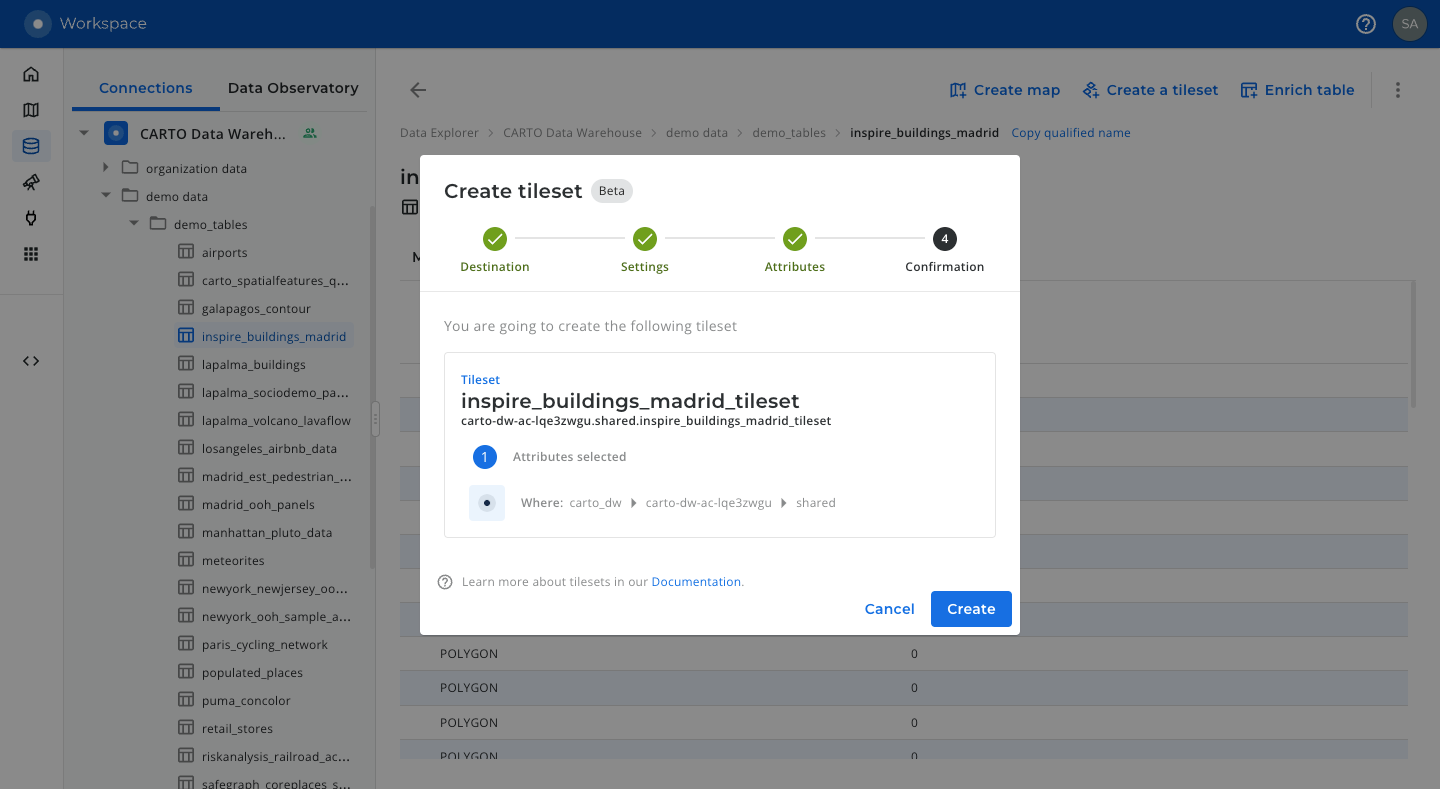 Workspace
SA
Connections
Data Observatory
CARTO Data Wareh...
organization data
demo data
demo_tables
airports
carto_spatialfeatures_q...
galapagos_contour
inspire_buildings_madrid
lapalma_buildings
lapalma_sociodemo_pa...
lapalma_volcano_lavaflow
losangeles_airbnb_data
madrid_est_pedestrian_...
madrid_ooh_panels
manhattan_pluto_data
meteorites
newyork_newjersey_oo...
newyork_ooh_sample_a...
paris_cycling_network
populated_places
puma_concolor
retail_stores
riskanalysis_railroad_ac...
safegraph_coreplaces_s...
Create map
Create a tileset
Enrich table
Data Explorer > CARTO Data Warehouse > demo data > demo_tables > inspire_buildings_madrid Copy qualified name
in
M
Create tileset Beta
4
Destination Settings Attributes Confirmation
You are going to create the following tileset
Tileset
inspire_buildings_madrid_tileset
carto-dw-ac-lqe3zwgu.shared.inspire_buildings_madrid_tileset
1 Attributes selected
Where: carto_dw carto-dw-ac-lqe3zwgu shared
Learn more about tilesets in our Documentation.
Cancel Create
POLYGON 0
POLYGON 0
POLYGON 0
POLYGON 0